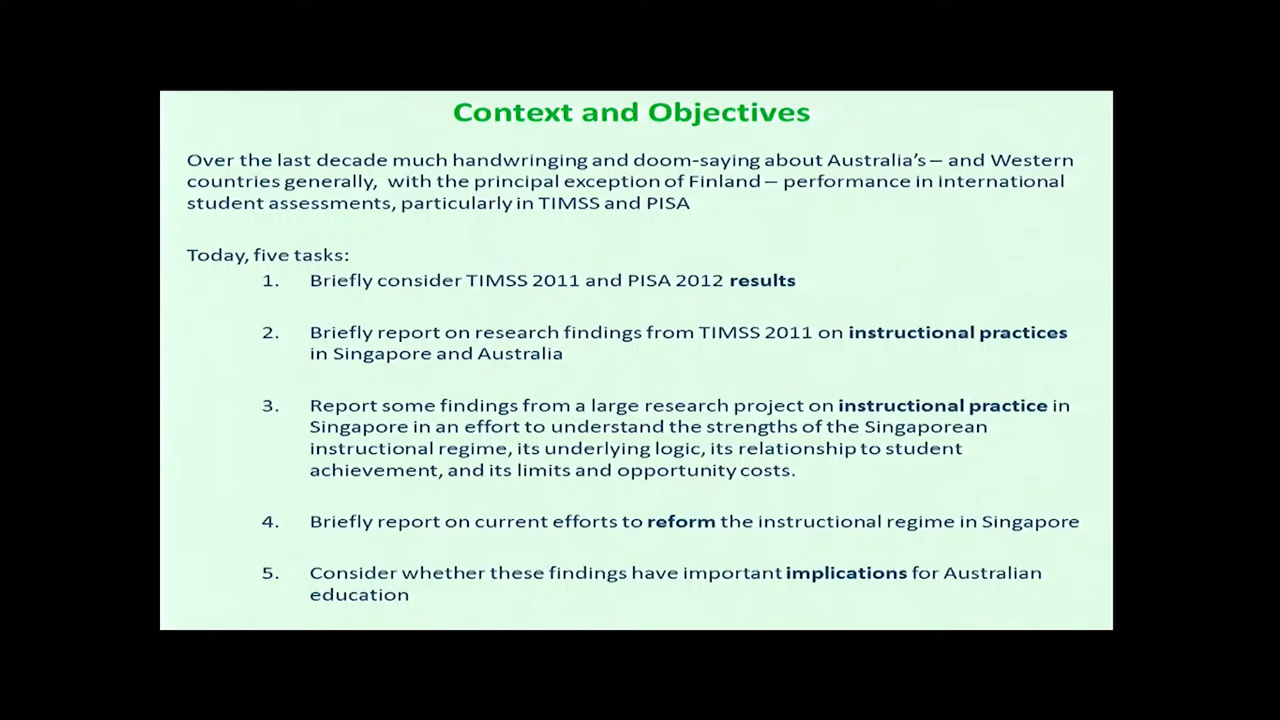 Context and Objectives
Over the last decade much handwringing and doom-saying about Australia's – and Western
countries generally, with the principal exception of Finland – performance in international
student assessments, particularly in TIMSS and PISA
Today, five tasks:
1. Briefly consider TIMSS 2011 and PISA 2012 results
2. Briefly report on research findings from TIMSS 2011 on instructional practices
in Singapore and Australia
3. Report some findings from a large research project on instructional practice in
Singapore in an effort to understand the strengths of the Singaporean
instructional regime, its underlying logic, its relationship to student
achievement, and its limits and opportunity costs.
4. Briefly report on current efforts to reform the instructional regime in Singapore
5. Consider whether these findings have important implications for Australian
education